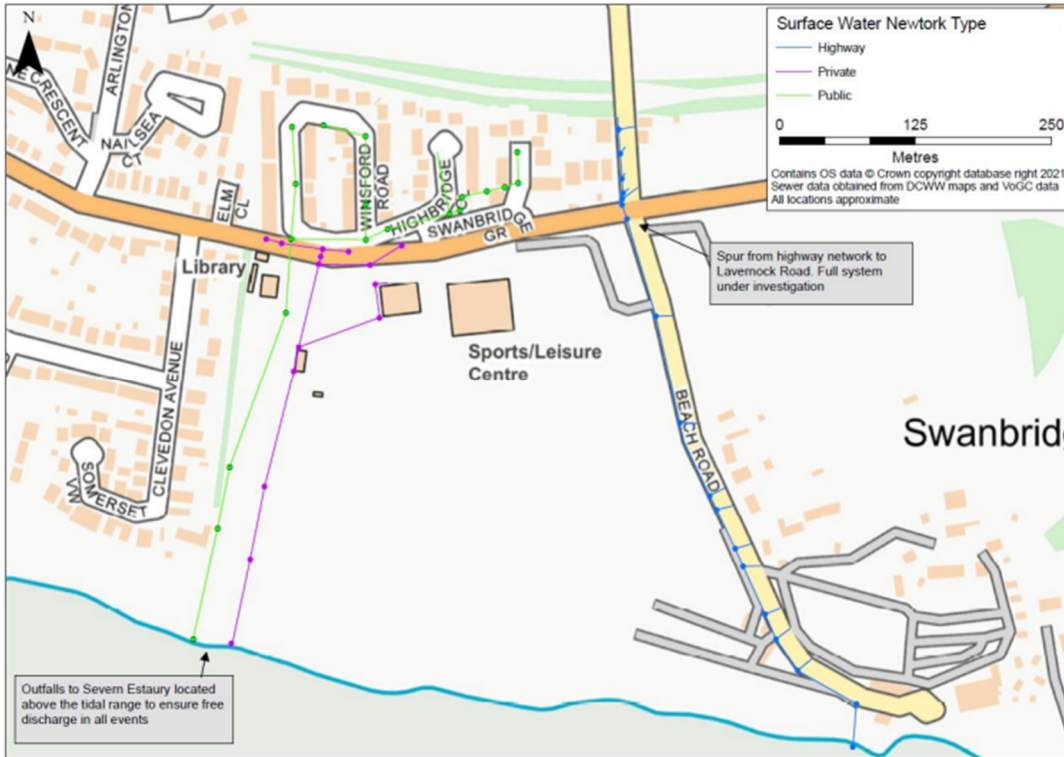 N
Surface Water Newtork Type
Highway
Private
Public
0 125 250
Metres
Contains OS data © Crown copyright database right 2021
Sewer data obtained from DCWW maps and VoGC data
All locations approximate
ARLINGTON
CRESCENT
NAILSEA
CT
ELM
CL
WINSFORD
ROAD
HIGHBRIDGE
SWANBRIDGE
GR
Library
Spur from highway network to
Lavernock Road. Full system
under investigation
Sports/Leisure
Centre
CLEVEDON AVENUE
BEACH ROAD
Swanbridg
SOMERSET
VW
Outfalls to Severn Estaury located
above the tidal range to ensure free
discharge in all events